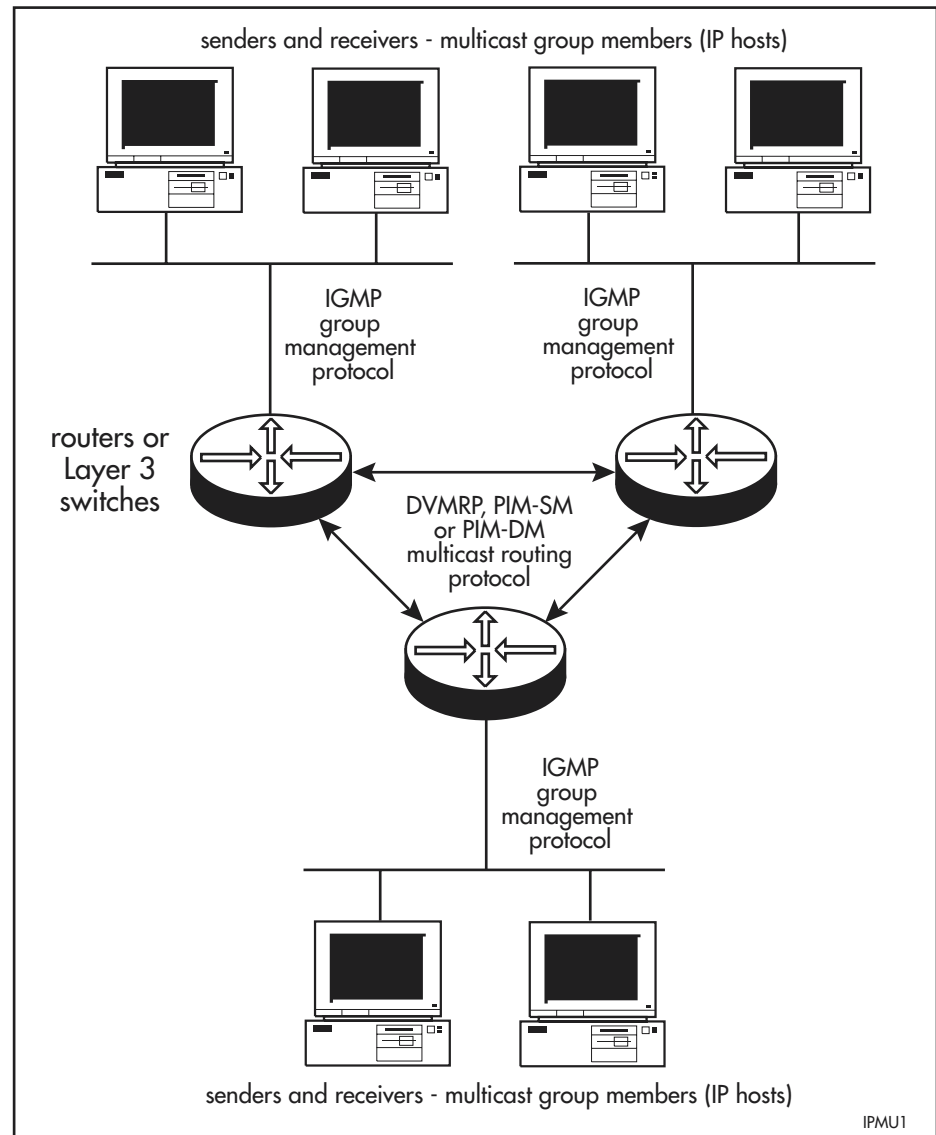 senders and receivers - multicast group members (IP hosts)
IGMP
group
management
protocol
IGMP
group
management
protocol
routers or
Layer 3
switches
DVMRP, PIM-SM
or PIM-DM
multicast routing
protocol
IGMP
group
management
protocol
senders and receivers - multicast group members (IP hosts)
IPMU1